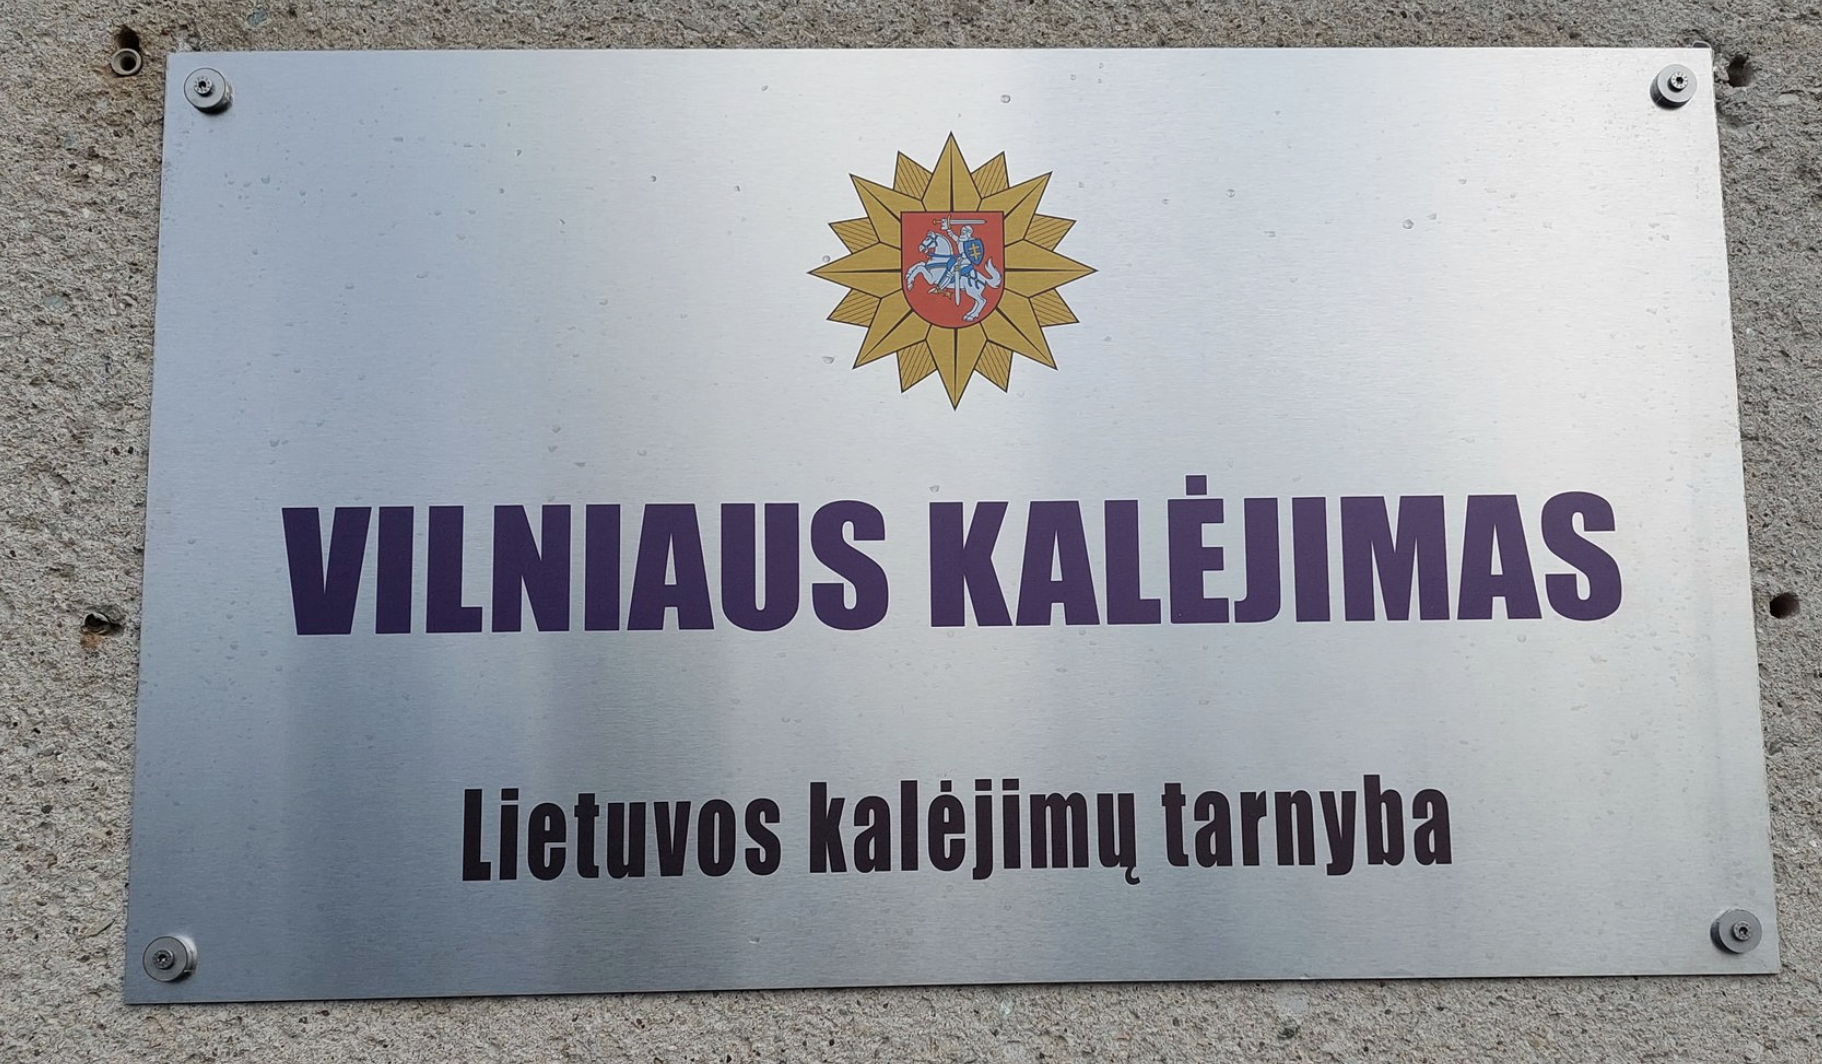 VILNIAUS KALĖJIMAS
Lietuvos kalėjimų tarnyba